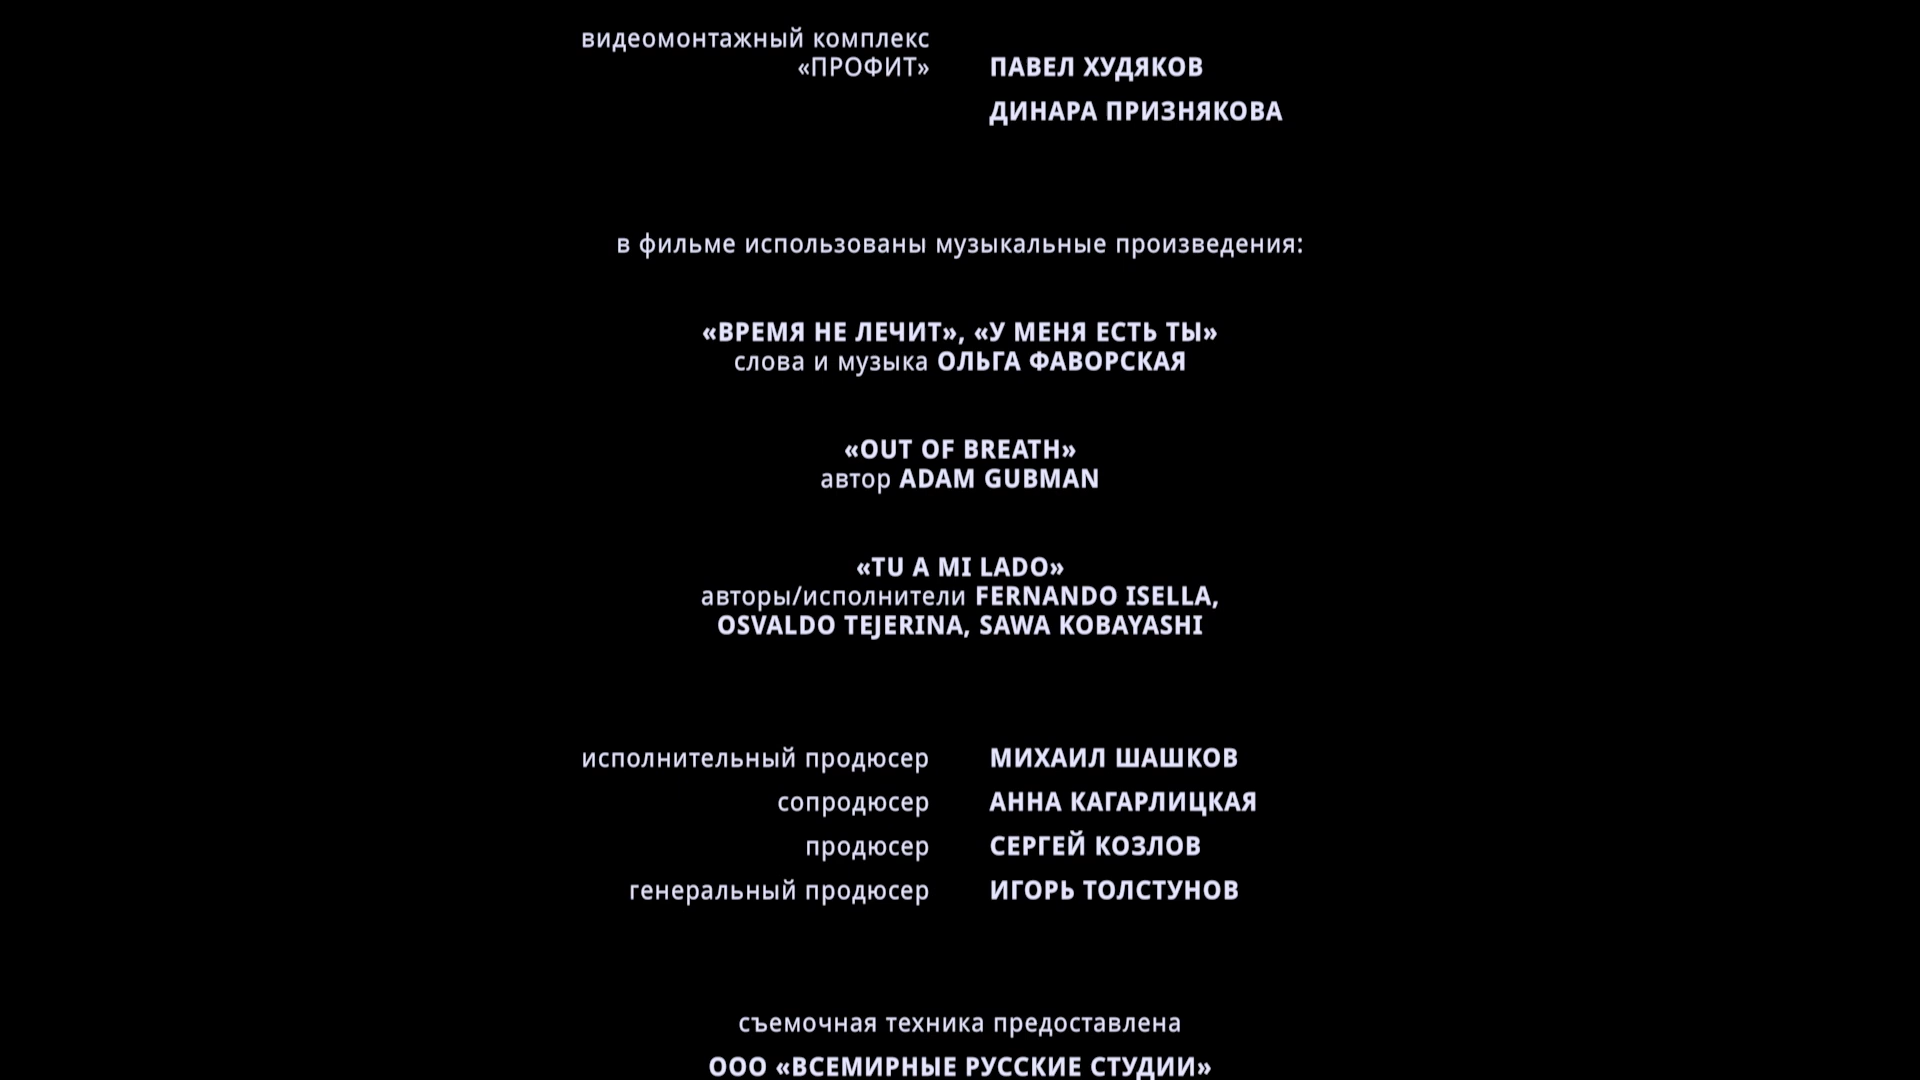 видеомонтажный комплекс
«ПРОФИТ» ПАВЕЛ ХУДЯКОВ
ДИНАРА ПРИЗНЯКОВА
в фильме использованы музыкальные произведения:
«ВРЕМЯ НЕ ЛЕЧИТ», «У МЕНЯ ЕСТЬ ТЫ»
слова и музыка ОЛЬГА ФАВОРСКАЯ
«OUT OF BREATH»
автор ADAM GUBMAN
«TU A MI LADO»
авторы/исполнители FERNANDO ISELLA,
OSVALDO TEJERINA, SAWA KOBAYASHI
исполнительный продюсер МИХАИЛ ШАШКОВ
сопродюсер АННА КАГАРЛИЦКАЯ
продюсер СЕРГЕЙ КОЗЛОВ
генеральный продюсер ИГОРЬ ТОЛСТУНОВ
съемочная техника предоставлена
ООО «ВСЕМИРНЫЕ РУССКИЕ СТУДИИ»